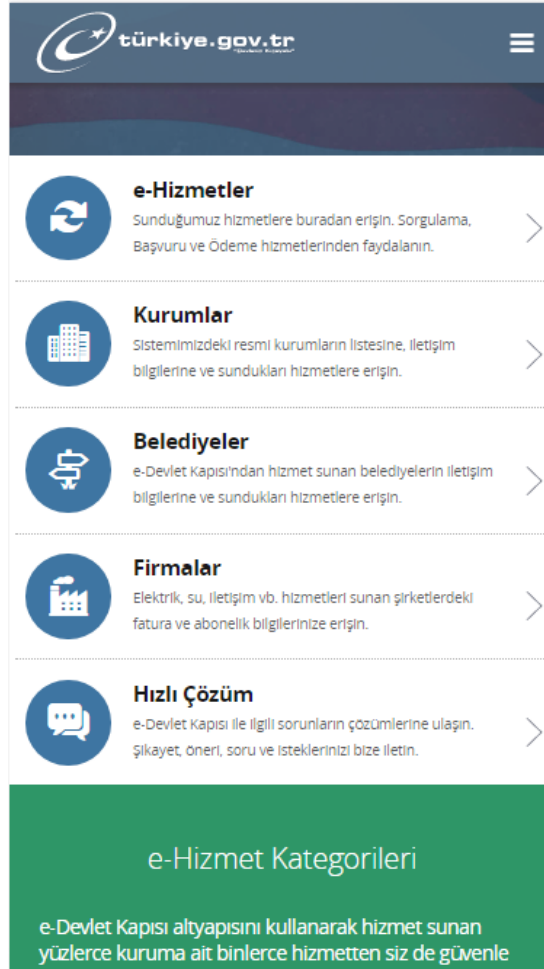 türkiye.gov.tr
e-Hizmetler
Sunduğumuz hizmetlere buradan erişin. Sorgulama,
Başvuru ve Ödeme hizmetlerinden faydalanın.
Kurumlar
Sistemimizdeki resmi kurumların listesine, iletişim
bilgilerine ve sundukları hizmetlere erişin.
Belediyeler
e-Devlet Kapısı'ndan hizmet sunan belediyelerin iletişim
bilgilerine ve sundukları hizmetlere erişin.
Firmalar
Elektrik, su, iletişim vb. hizmetleri sunan şirketlerdeki
fatura ve abonelik bilgilerinize erişin.
Hızlı Çözüm
e-Devlet Kapısı ile ilgili sorunların çözümlerine ulaşın.
Şikayet, öneri, soru ve isteklerinizi bize iletin.
e-Hizmet Kategorileri
e-Devlet Kapısı altyapısını kullanarak hizmet sunan
yüzlerce kuruma ait binlerce hizmetten siz de güvenle